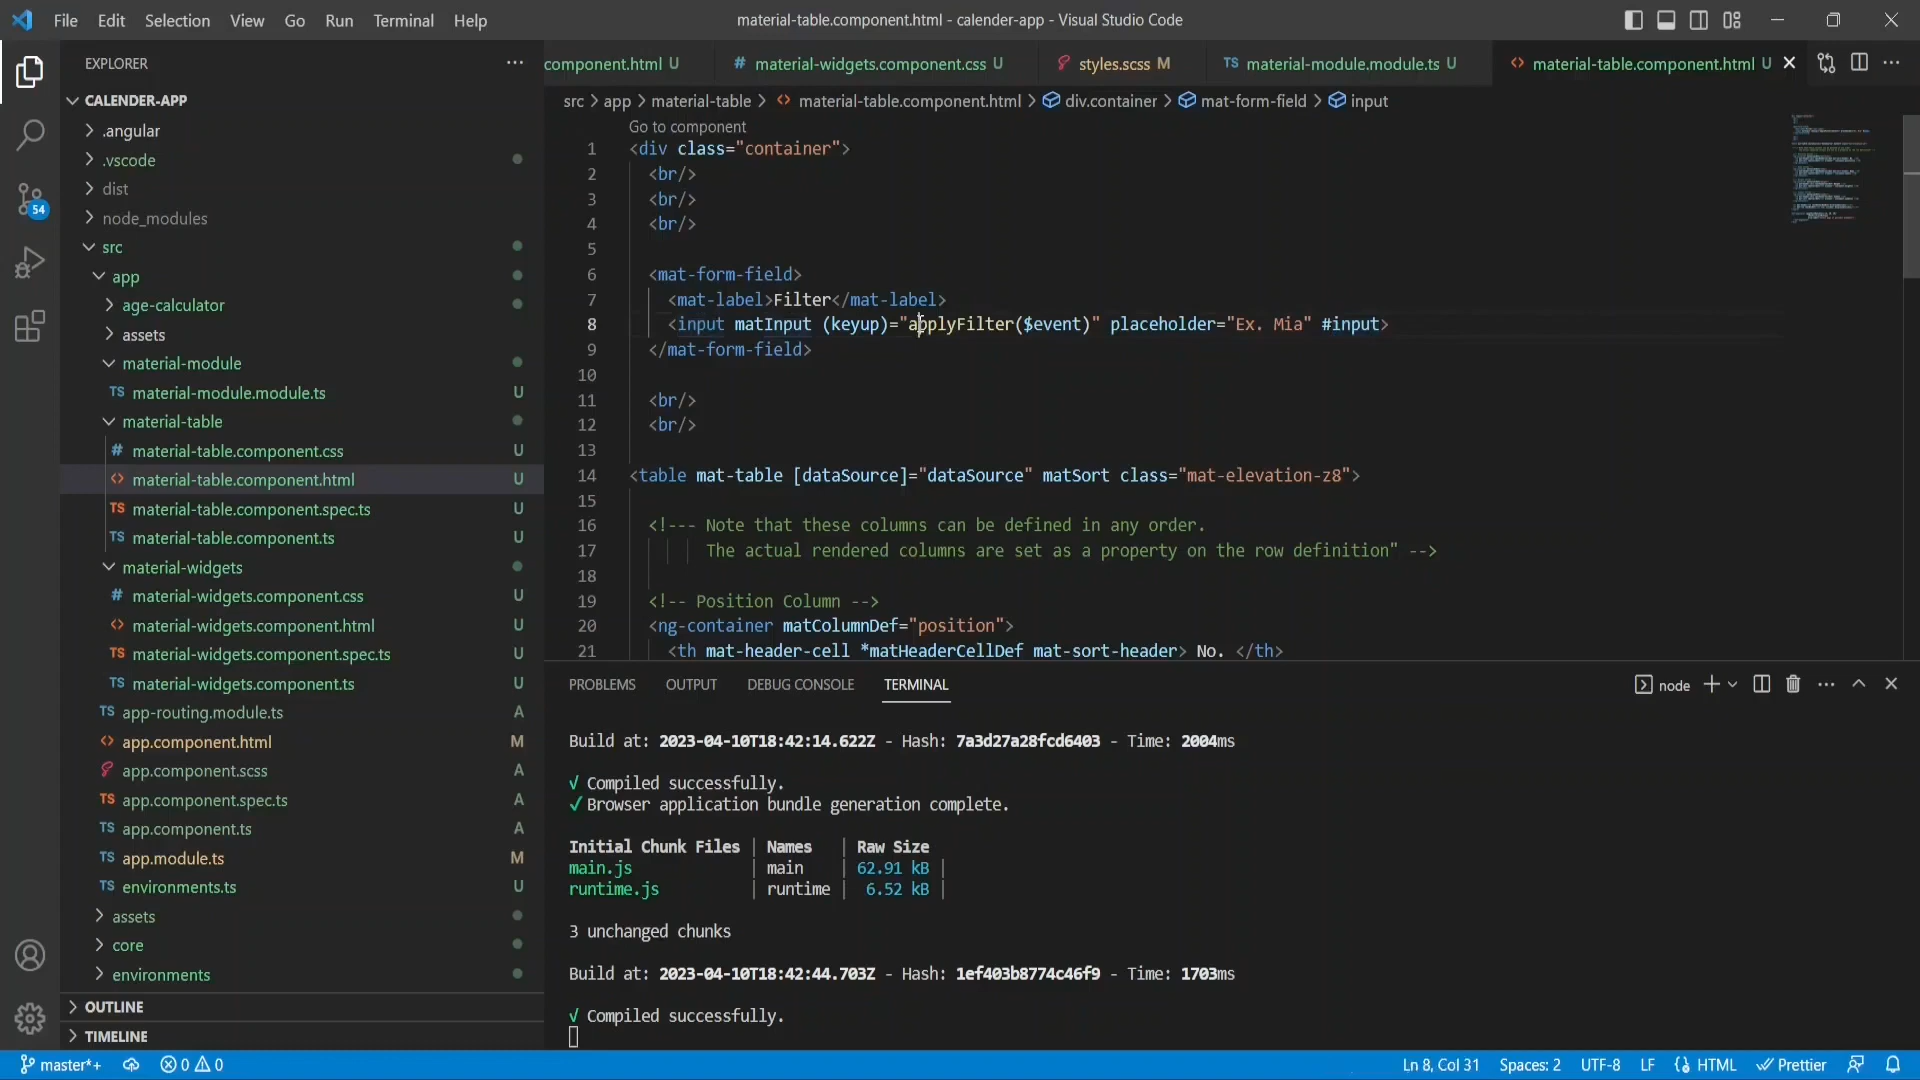 File Edit Selection View Go Run Terminal Help
material-table.component.html - calender-app - Visual Studio Code
EXPLORER
CALENDER-APP
.angular
.vscode
dist
node_modules
src
app
age-calculator
assets
material-module
TS material-module.module.ts U
material-table
# material-table.component.css U
<> material-table.component.html U
TS material-table.component.spec.ts U
TS material-table.component.ts U
material-widgets
# material-widgets.component.css U
<> material-widgets.component.html U
TS material-widgets.component.spec.ts U
TS material-widgets.component.ts U
TS app-routing.module.ts A
<> app.component.html M
app.component.scss A
TS app.component.spec.ts A
TS app.component.ts A
TS app.module.ts M
TS environments.ts U
assets
core
environments
OUTLINE
TIMELINE
54
component.html U # material-widgets.component.css U styles.scss M TS material-module.module.ts U <> material-table.component.html U
src > app > material-table > <> material-table.component.html > div.container > mat-form-field > input
Go to component
1 <div class="container">
2 <br/>
3 <br/>
4 <br/>
5
6 <mat-form-field>
7 <mat-label>Filter</mat-label>
8 <input matInput (keyup)="applyFilter($event)" placeholder="Ex. Mia" #input>
9 </mat-form-field>
10
11 <br/>
12 <br/>
13
14 <table mat-table [dataSource]="dataSource" matSort class="mat-elevation-z8">
15
16 <!--- Note that these columns can be defined in any order.
17 The actual rendered columns are set as a property on the row definition" -->
18
19 <!-- Position Column -->
20 <ng-container matColumnDef="position">
21 <th mat-header-cell *matHeaderCellDef mat-sort-header> No. </th>
PROBLEMS OUTPUT DEBUG CONSOLE TERMINAL node
Build at: 2023-04-10T18:42:14.622Z - Hash: 7a3d27a28fcd6403 - Time: 2004ms
√ Compiled successfully.
✓ Browser application bundle generation complete.
Initial Chunk Files | Names | Raw Size
main.js | main | 62.91 kB |
runtime.js | runtime | 6.52 kB |
3 unchanged chunks
Build at: 2023-04-10T18:42:44.703Z - Hash: 1ef403b8774c46f9 - Time: 1703ms
√ Compiled successfully.
master*+ 0 0 Ln 8, Col 31 Spaces: 2 UTF-8 LF HTML Prettier